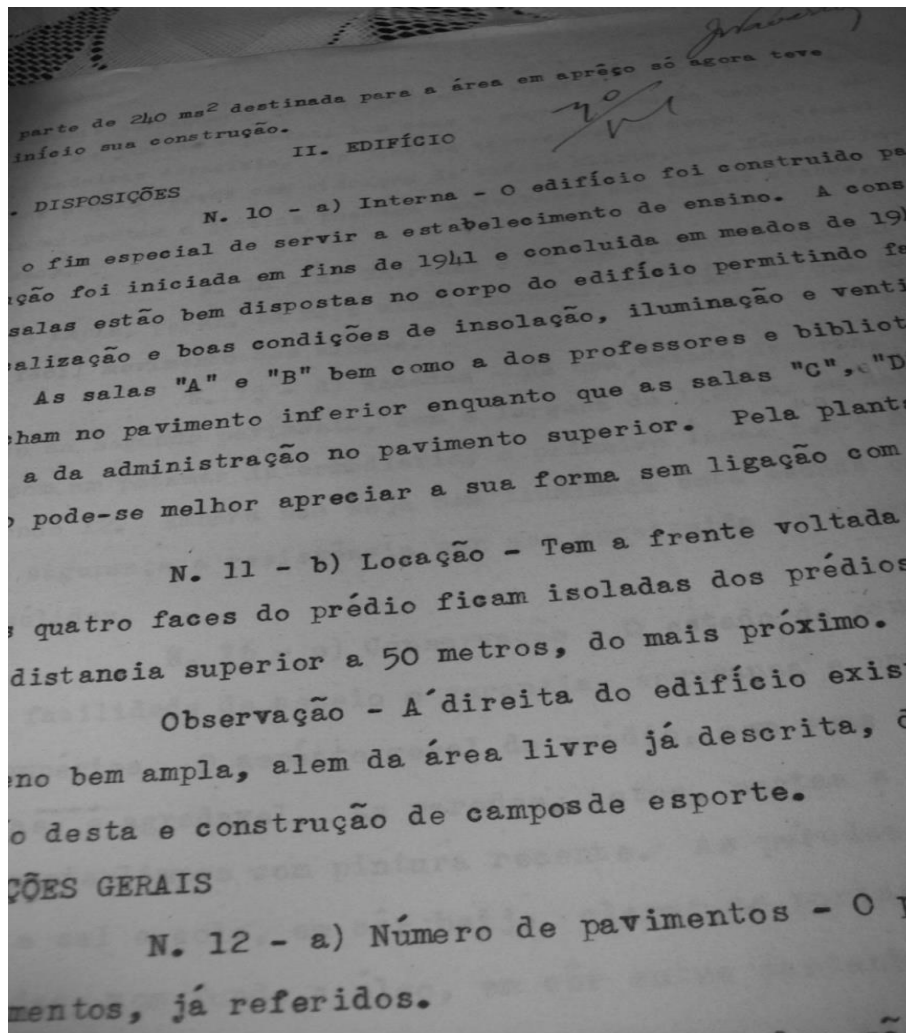 parte de 240 ms2 destinada para a área em aprêço só agora teve
início sua construção.
II. EDIFÍCIO
. DISPOSIÇÕES
N. 10 - a) Interna - O edifício foi construido pa
o fim especial de servir a estabelecimento de ensino. A cons
ção foi iniciada em fins de 1941 e concluida em meados de 194
salas estão bem dispostas no corpo do edifício permitindo fa
alização e boas condições de insolação, iluminação e venti
As salas "A" e "B" bem como a dos professores e bibliot
cham no pavimento inferior enquanto que as salas "C", "D
a da administração no pavimento superior. Pela planta
o pode-se melhor apreciar a sua forma sem ligação com
N. 11 - b) Locação - Tem a frente voltada
s quatro faces do prédio ficam isoladas dos prédios
distancia superior a 50 metros, do mais próximo.
Observação - A´direita do edifício exis
eno bem ampla, alem da área livre já descrita,
o desta e construção de camposde esporte.
ÇÕES GERAIS
N. 12 - a) Número de pavimentos - O p
mentos, já referidos.